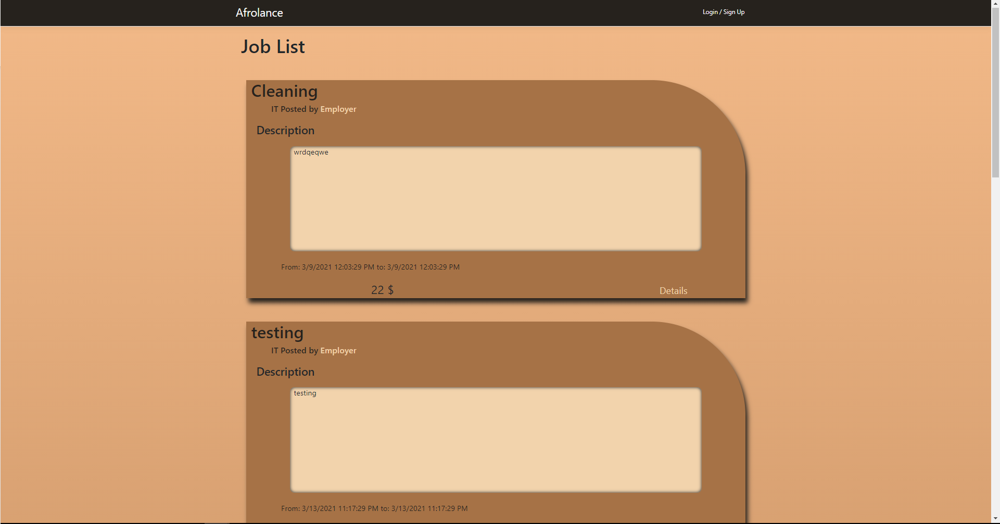 Afrolance
Login / Sign Up
Job List
Cleaning
IT Posted by Employer
Description
wrdqeqwe
From: 3/9/2021 12:03:29 PM to: 3/9/2021 12:03:29 PM
22 $
Details
testing
IT Posted by Employer
Description
testing
From: 3/13/2021 11:17:29 PM to: 3/13/2021 11:17:29 PM